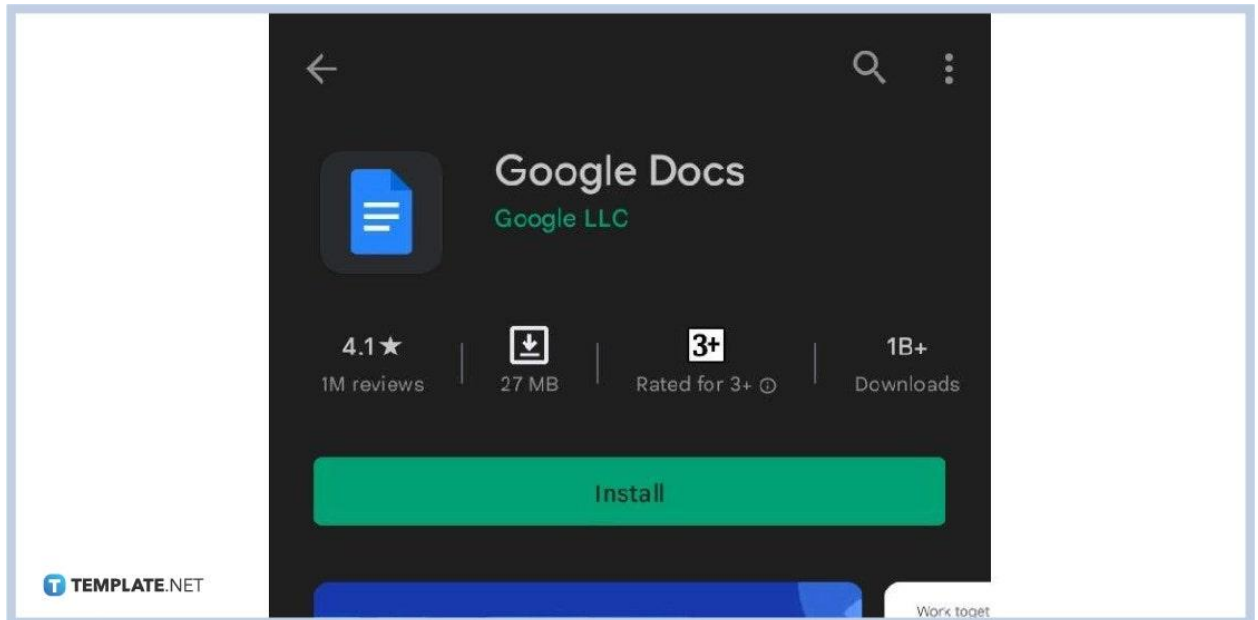 Google Docs
Google LLC
4.1★
1M reviews
27 MB
3+
Rated for 3+
1B+
Downloads
Install
Work toget
T TEMPLATE.NET